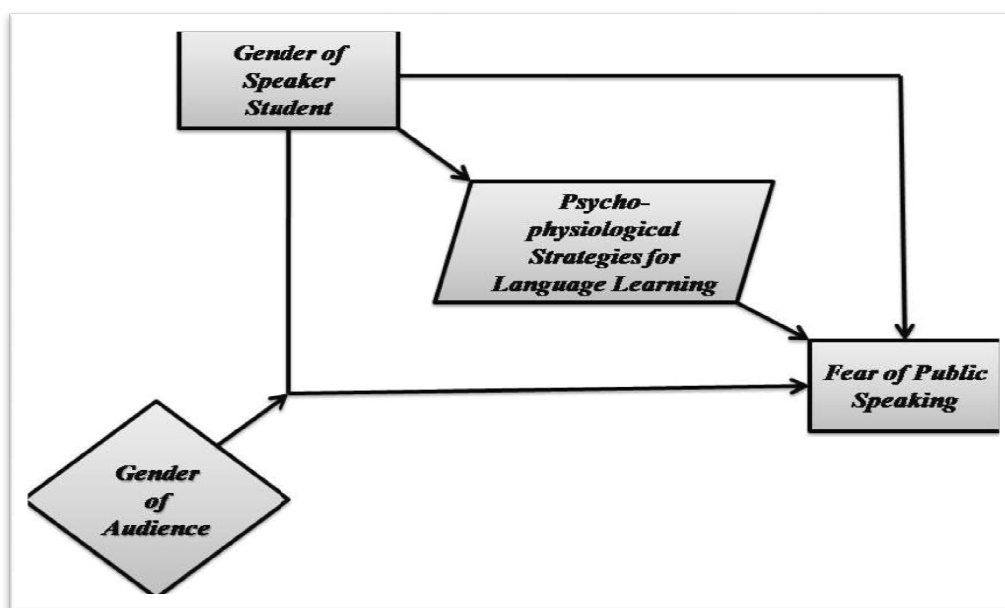 Gender of
Speaker
Student
Psycho-
physiological
Strategies for
Language Learning
Fear of Public
Speaking
Gender
of
Audience